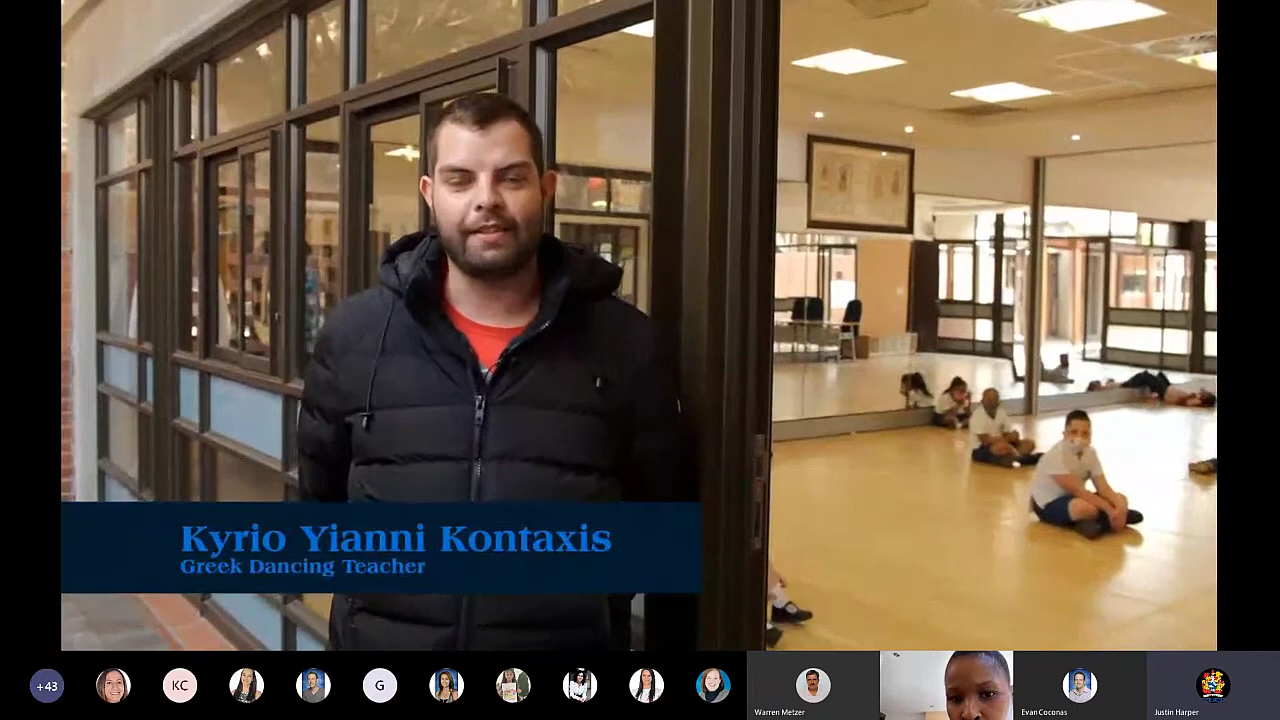 Kyrio Yianni Kontaxis
Greek Dancing Teacher
+43
KC
G
Warren Metzer
Evan Coconas
Justin Harper